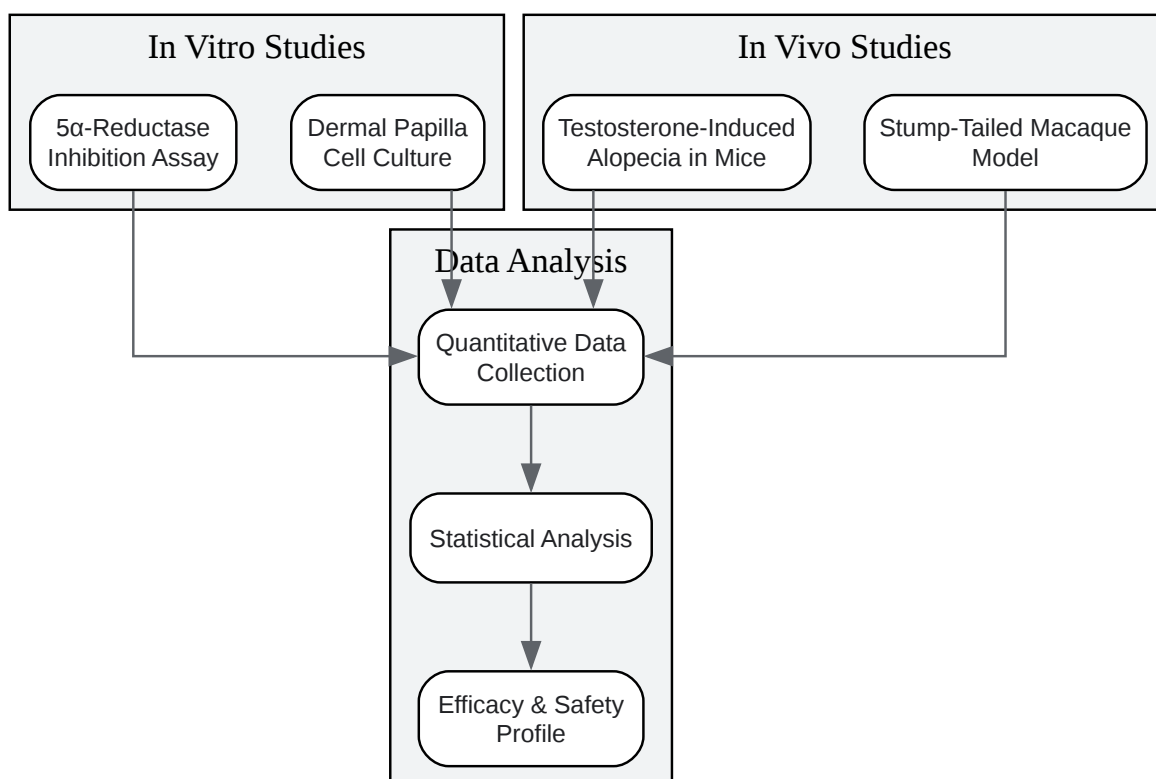 In Vitro Studies
5α-Reductase
Inhibition Assay
Dermal Papilla
Cell Culture
In Vivo Studies
Testosterone-Induced
Alopecia in Mice
Stump-Tailed Macaque
Model
Data Analysis
Quantitative Data
Collection
Statistical Analysis
Efficacy & Safety
Profile